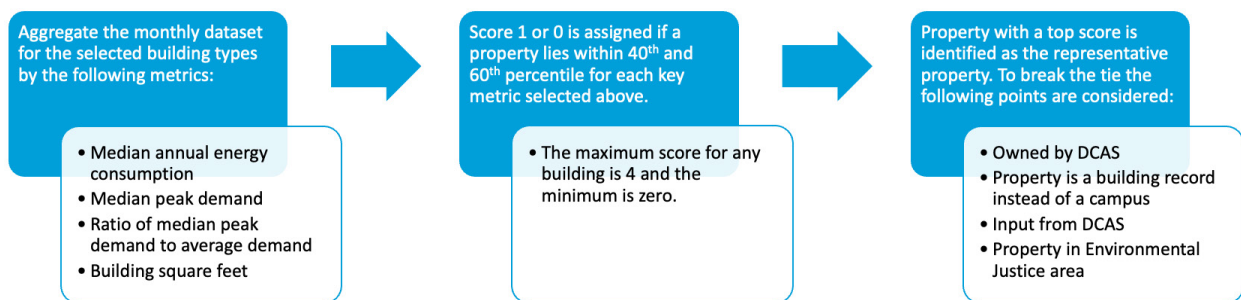 Aggregate the monthly dataset
for the selected building types
by the following metrics:
• Median annual energy
consumption
• Median peak demand
• Ratio of median peak
demand to average demand
• Building square feet
Score 1 or 0 is assigned if a
property lies within 40th and
60th percentile for each key
metric selected above.
• The maximum score for any
building is 4 and the
minimum is zero.
Property with a top score is
identified as the representative
property. To break the tie the
following points are considered:
• Owned by DCAS
• Property is a building record
instead of a campus
• Input from DCAS
• Property in Environmental
Justice area